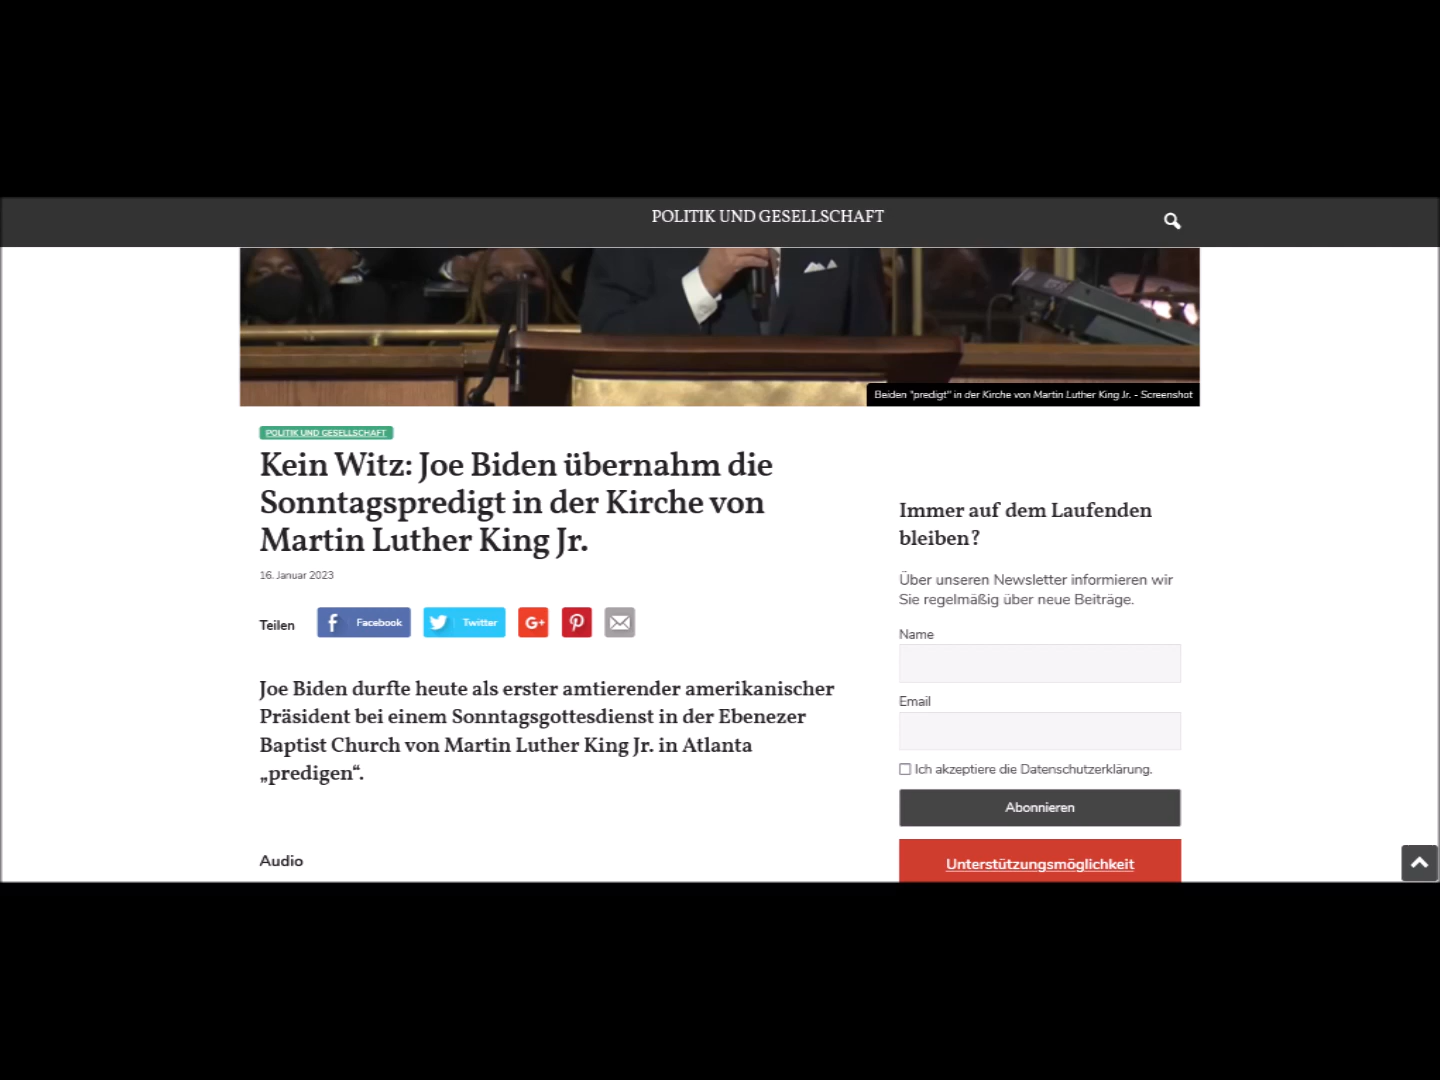 POLITIK UND GESELLSCHAFT
Beiden "predigt" in der Kirche von Martin Luther King Jr. - Screenshot
POLITIK UND GESELLSCHAFT
Kein Witz: Joe Biden übernahm die
Sonntagspredigt in der Kirche von
Martin Luther King Jr.
16. Januar 2023
Teilen
Facebook
Twitter
G+
Joe Biden durfte heute als erster amtierender amerikanischer
Präsident bei einem Sonntagsgottesdienst in der Ebenezer
Baptist Church von Martin Luther King Jr. in Atlanta
„predigen“.
Audio
Immer auf dem Laufenden
bleiben?
Über unseren Newsletter informieren wir
Sie regelmäßig über neue Beiträge.
Name
Email
Ich akzeptiere die Datenschutzerklärung.
Abonnieren
Unterstützungsmöglichkeit